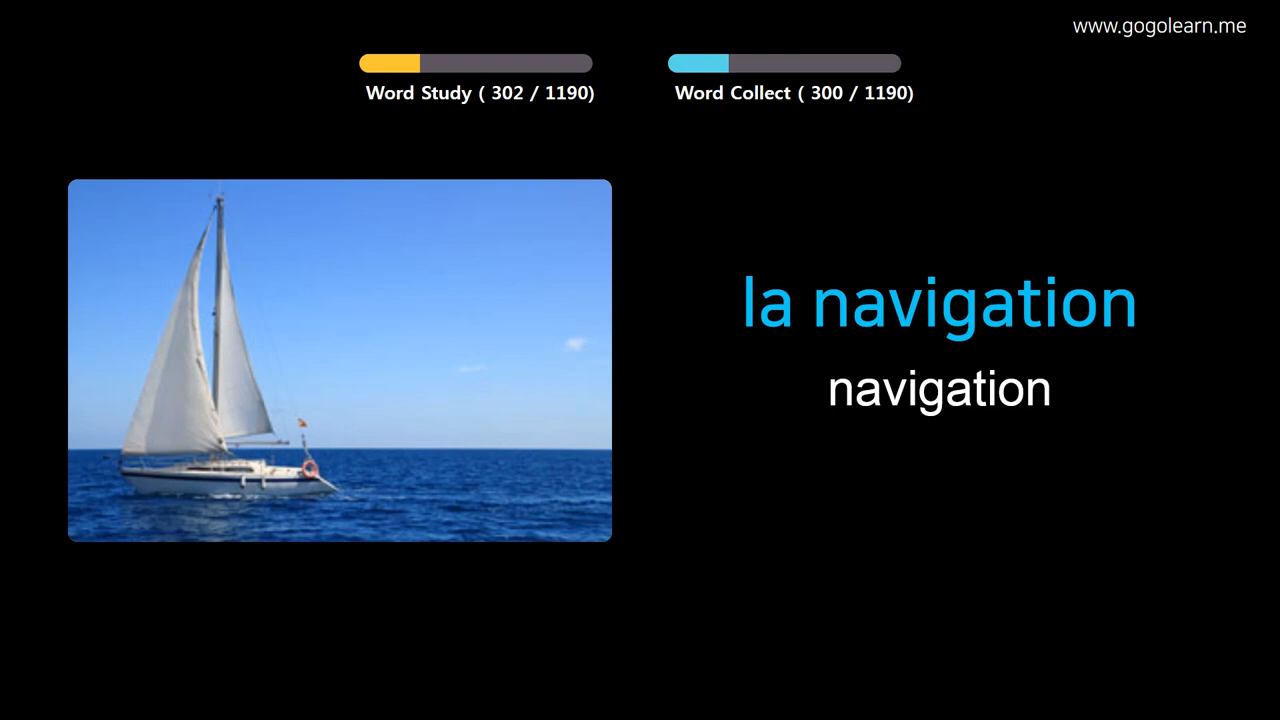 www.gogolearn.me
Word Study ( 302 / 1190)
Word Collect ( 300 / 1190)
la navigation
navigation